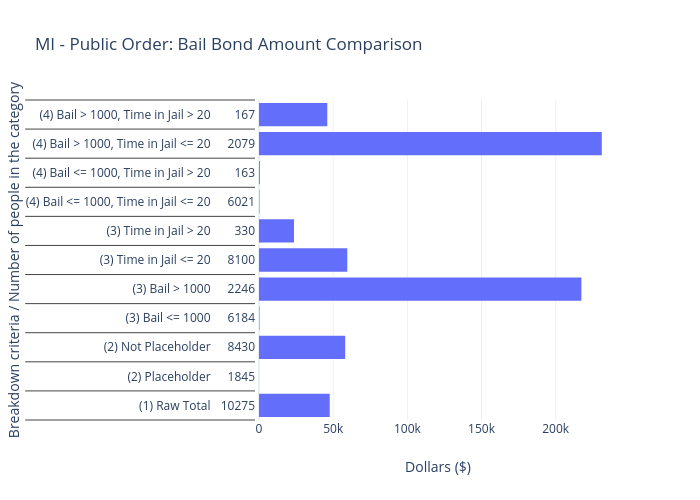 MI - Public Order: Bail Bond Amount Comparison
Breakdown criteria / Number of people in the category
(4) Bail > 1000, Time in Jail > 20 167
(4) Bail > 1000, Time in Jail <= 20 2079
(4) Bail <= 1000, Time in Jail > 20 163
(4) Bail <= 1000, Time in Jail <= 20 6021
(3) Time in Jail > 20 330
(3) Time in Jail <= 20 8100
(3) Bail > 1000 2246
(3) Bail <= 1000 6184
(2) Not Placeholder 8430
(2) Placeholder 1845
(1) Raw Total 10275
0 50k 100k 150k 200k
Dollars ($)